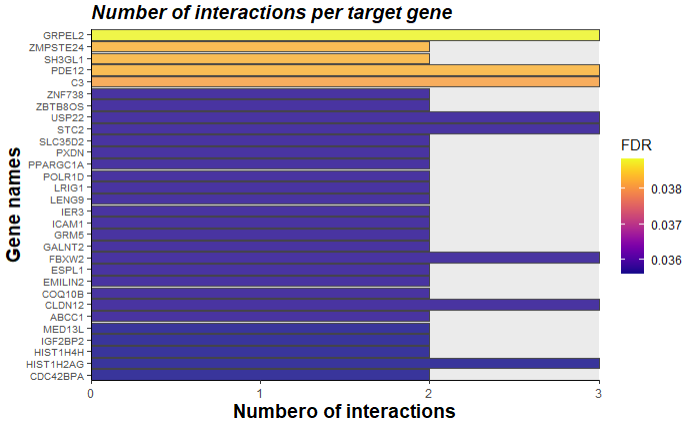 Number of interactions per target gene
GRPEL2
ZMPSTE24
SH3GL1
PDE12
C3
ZNF738
ZBTB8OS
USP22
STC2
SLC35D2
PXDN
PPARGC1A
POLR1D
LRIG1
LENG9
IER3
ICAM1
GRM5
GALNT2
FBXW2
ESPL1
EMILIN2
COQ10B
CLDN12
ABCC1
MED13L
IGF2BP2
HIST1H4H
HIST1H2AG
CDC42BPA
Gene names
0 1 2 3
Numbero of interactions
FDR
0.038
0.037
0.036